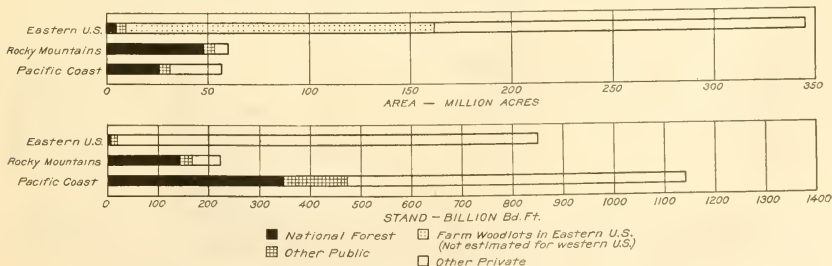 Eastern U.S.
Rocky Mountains
Pacific Coast
0 50 100 150 200 250 300 350
AREA — MILLION ACRES
Eastern U.S.
Rocky Mountains
Pacific Coast
0 100 200 300 400 500 600 700 800 900 1000 1100 1200 1300 1400
STAND — BILLION Bd. Ft.
National Forest
Farm Woodlots in Eastern U.S.
(Not estimated for western U.S.)
Other Public
Other Private